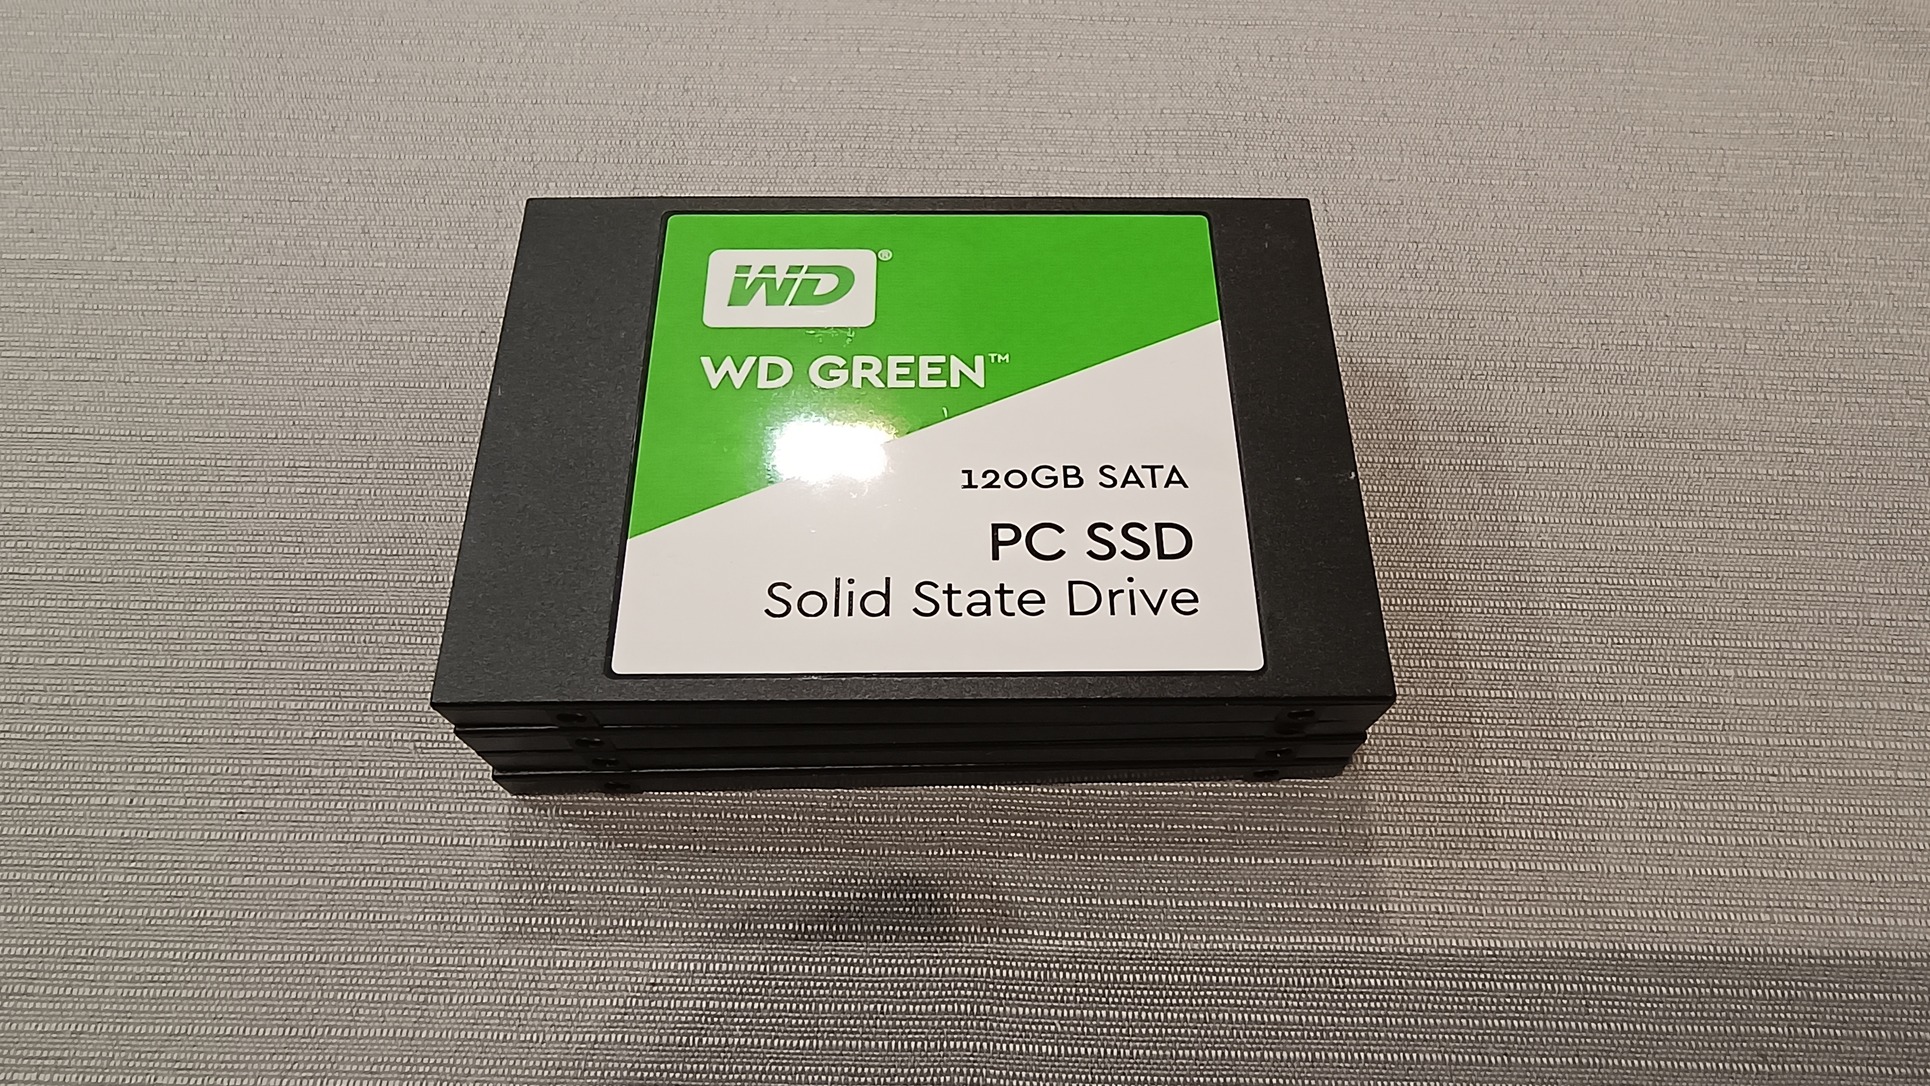 WD®
WD GREEN™
120GB SATA
PC SSD
Solid State Drive